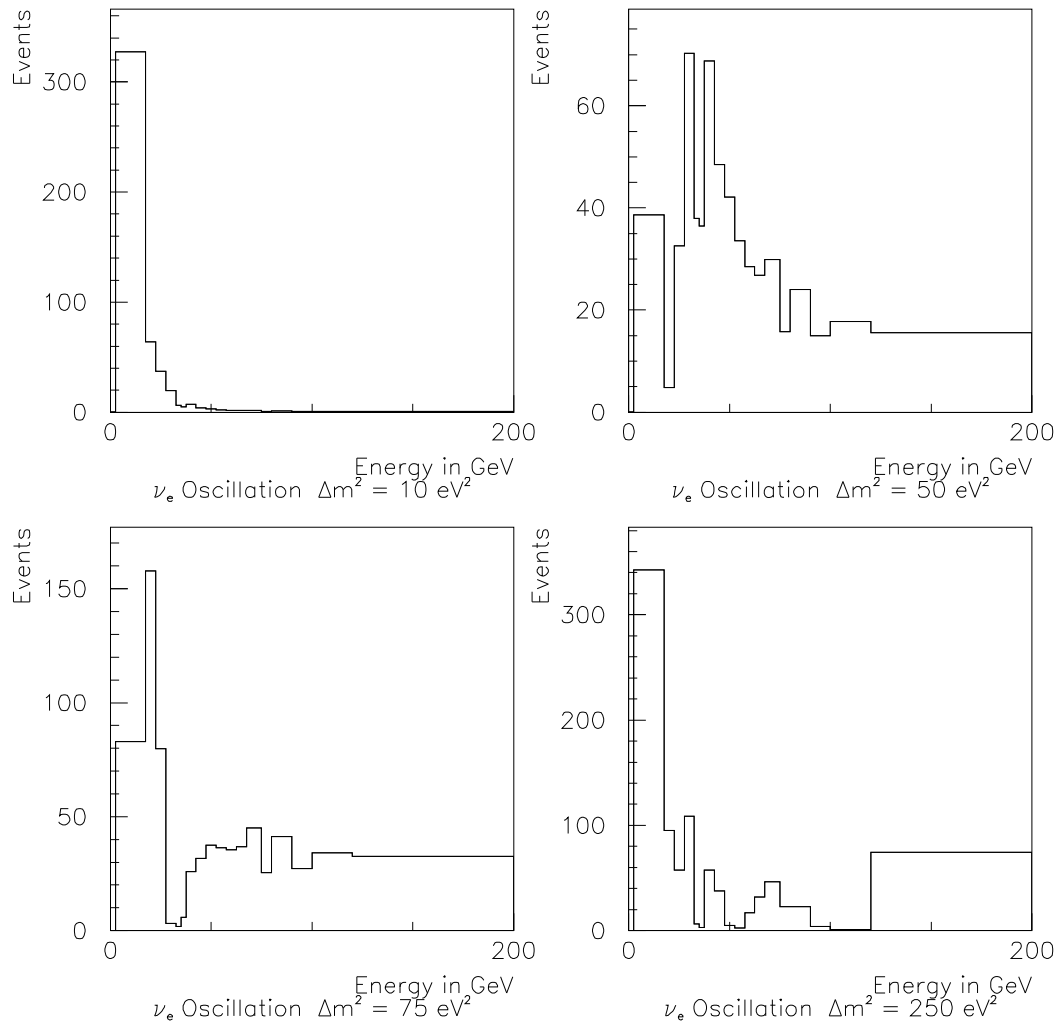 Events
300
200
100
0
0
200
Energy in GeV
νₑ Oscillation Δm² = 10 eV²
Events
60
40
20
0
0
200
Energy in GeV
νₑ Oscillation Δm² = 50 eV²
Events
150
100
50
0
0
200
Energy in GeV
νₑ Oscillation Δm² = 75 eV²
Events
300
200
100
0
0
200
Energy in GeV
νₑ Oscillation Δm² = 250 eV²